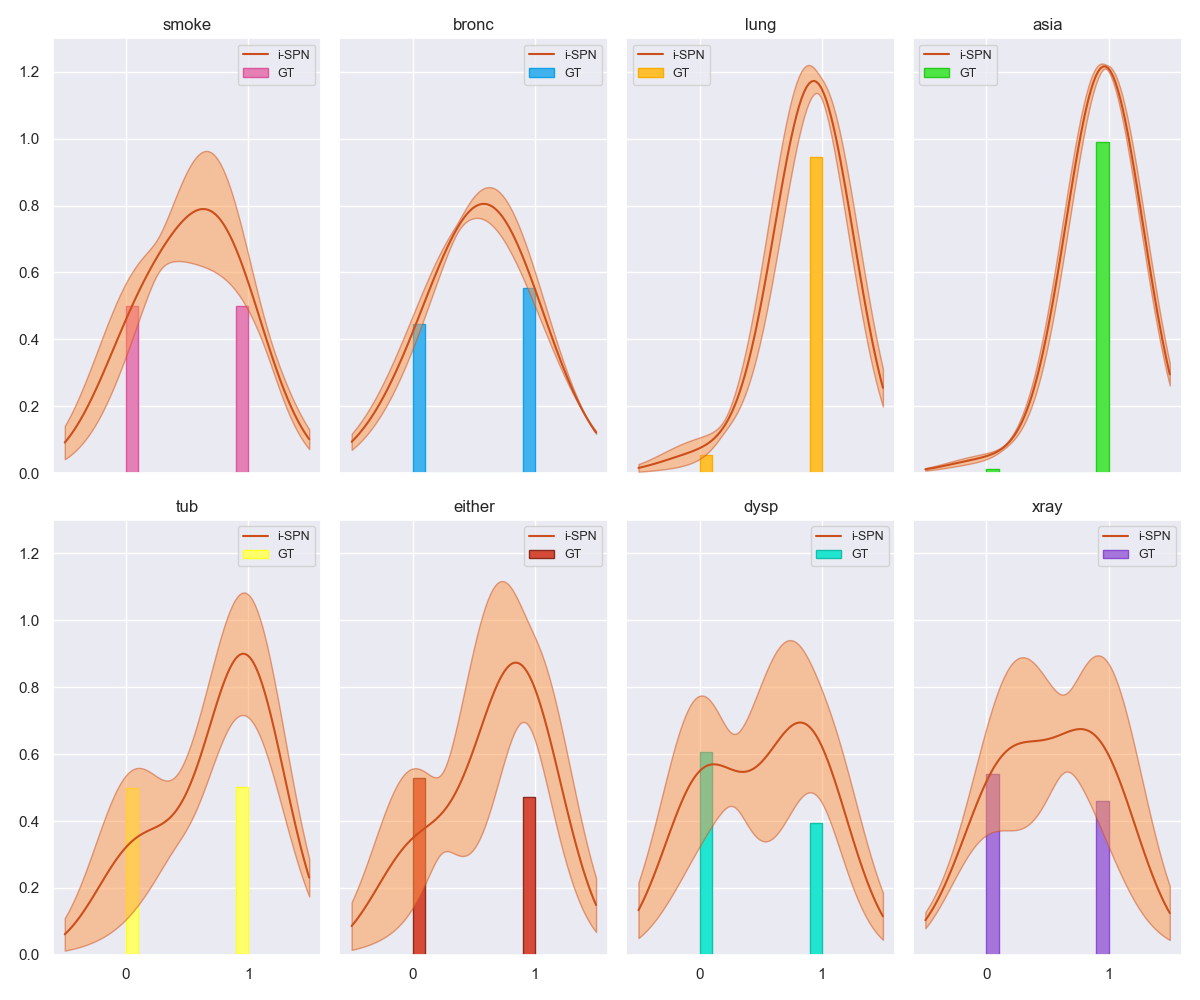 smoke
bronc
lung
asia
i-SPN
GT
i-SPN
GT
i-SPN
GT
i-SPN
GT
1.2
1.0
0.8
0.6
0.4
0.2
0.0
tub
either
dysp
xray
i-SPN
GT
i-SPN
GT
i-SPN
GT
i-SPN
GT
1.2
1.0
0.8
0.6
0.4
0.2
0.0
0 1
0 1
0 1
0 1